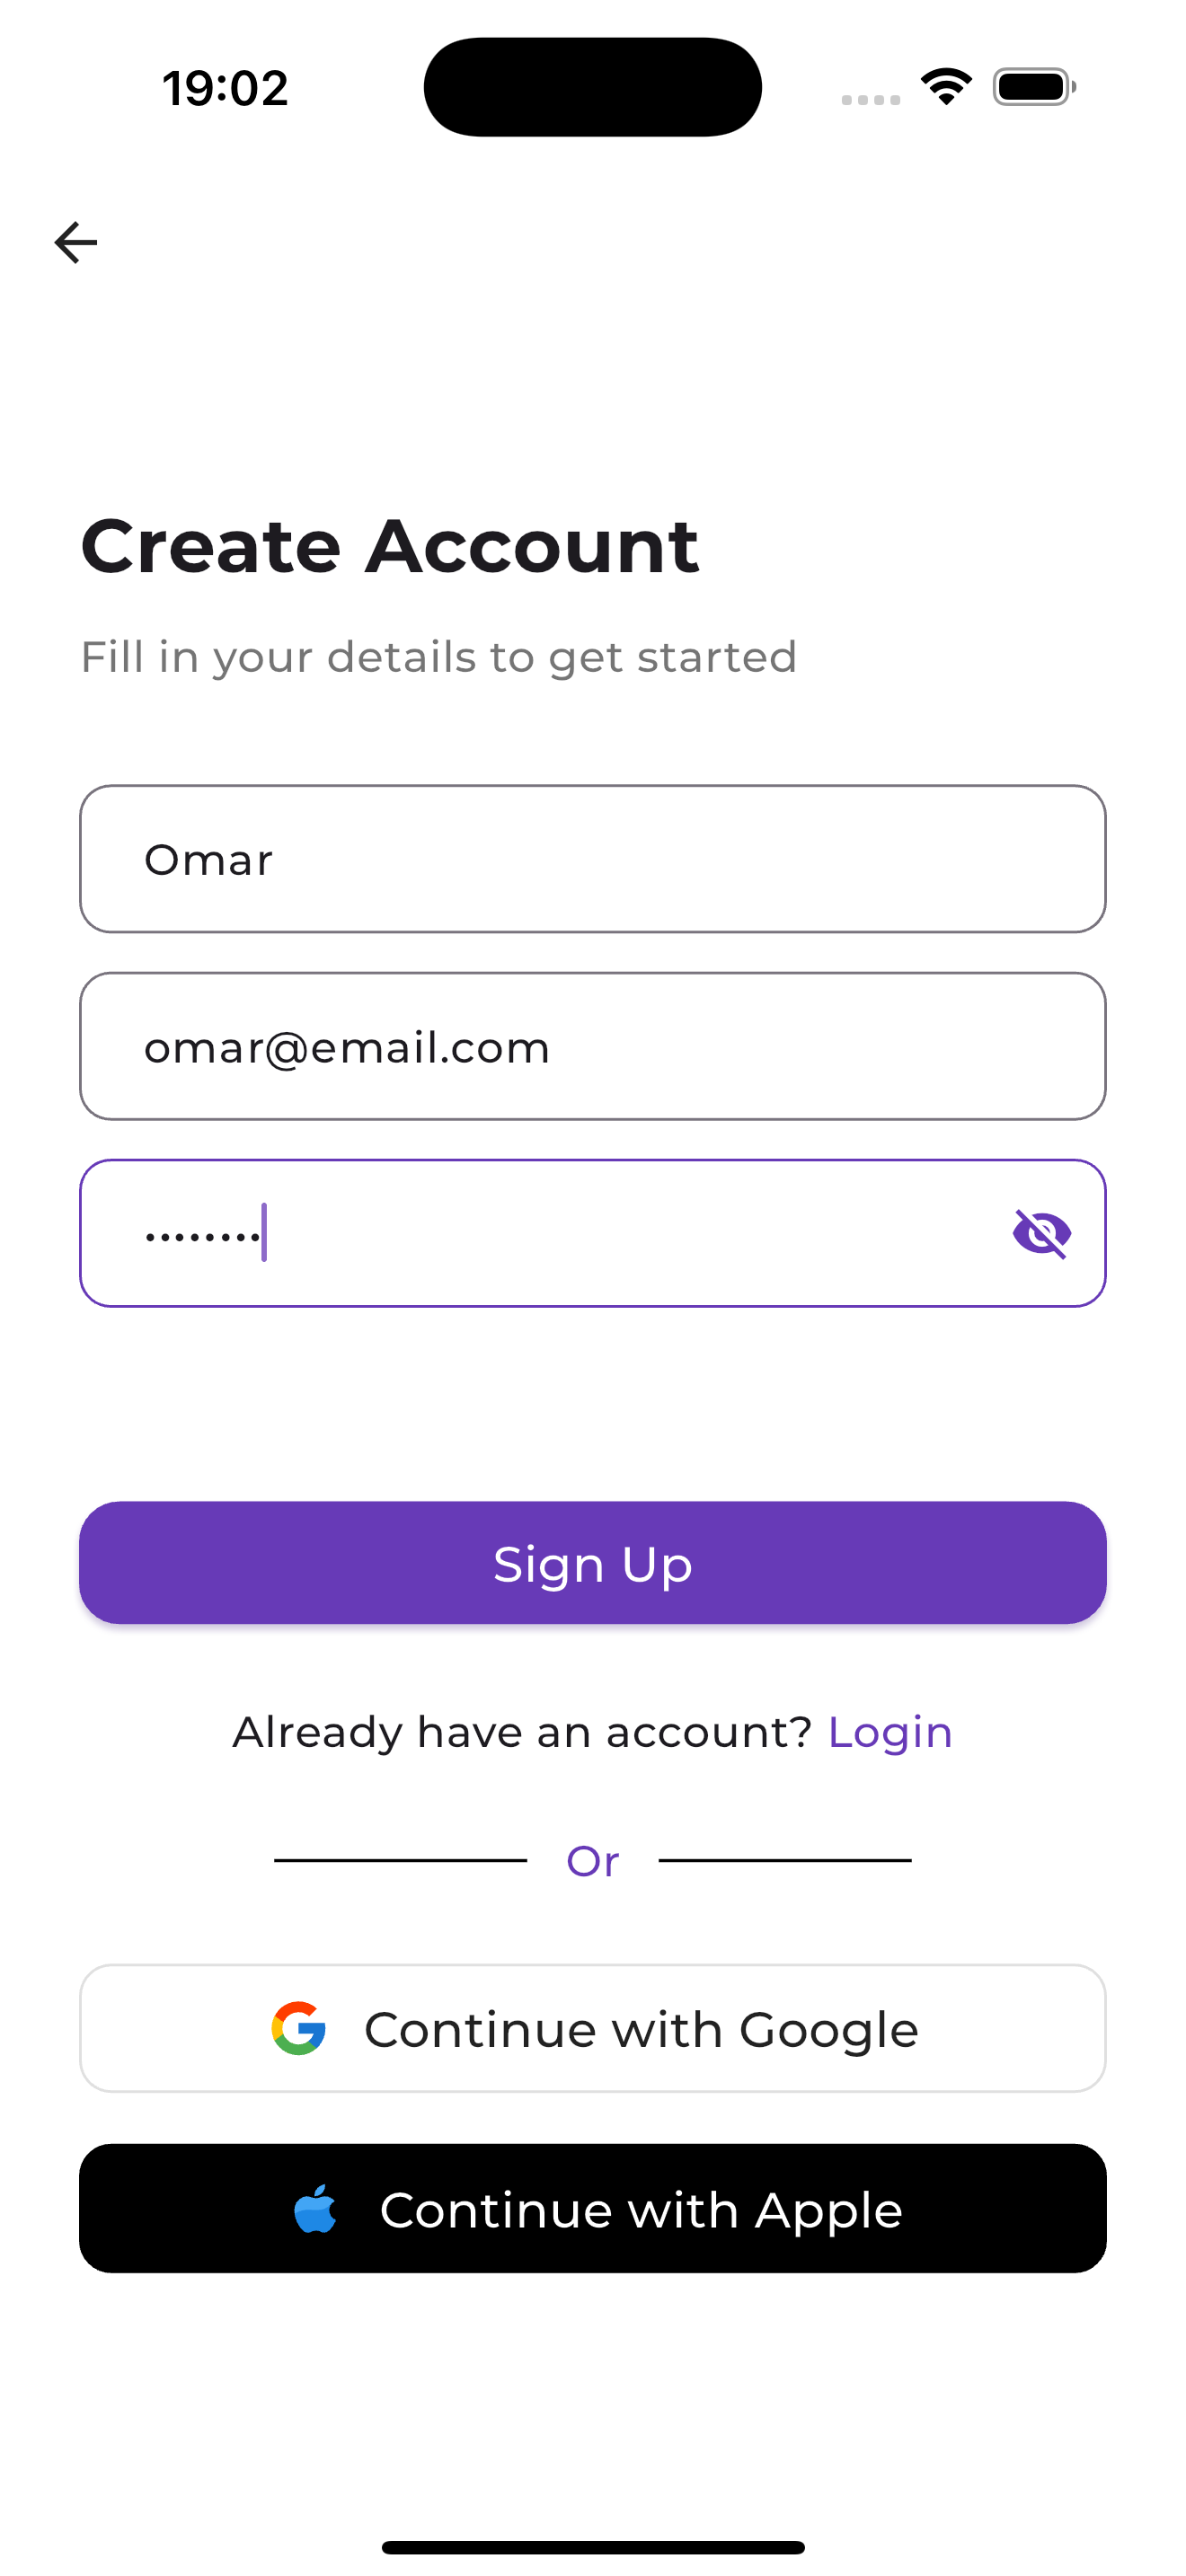 19:02
Create Account
Fill in your details to get started
Omar
omar@email.com
••••••••
Sign Up
Already have an account? Login
Or
Continue with Google
Continue with Apple